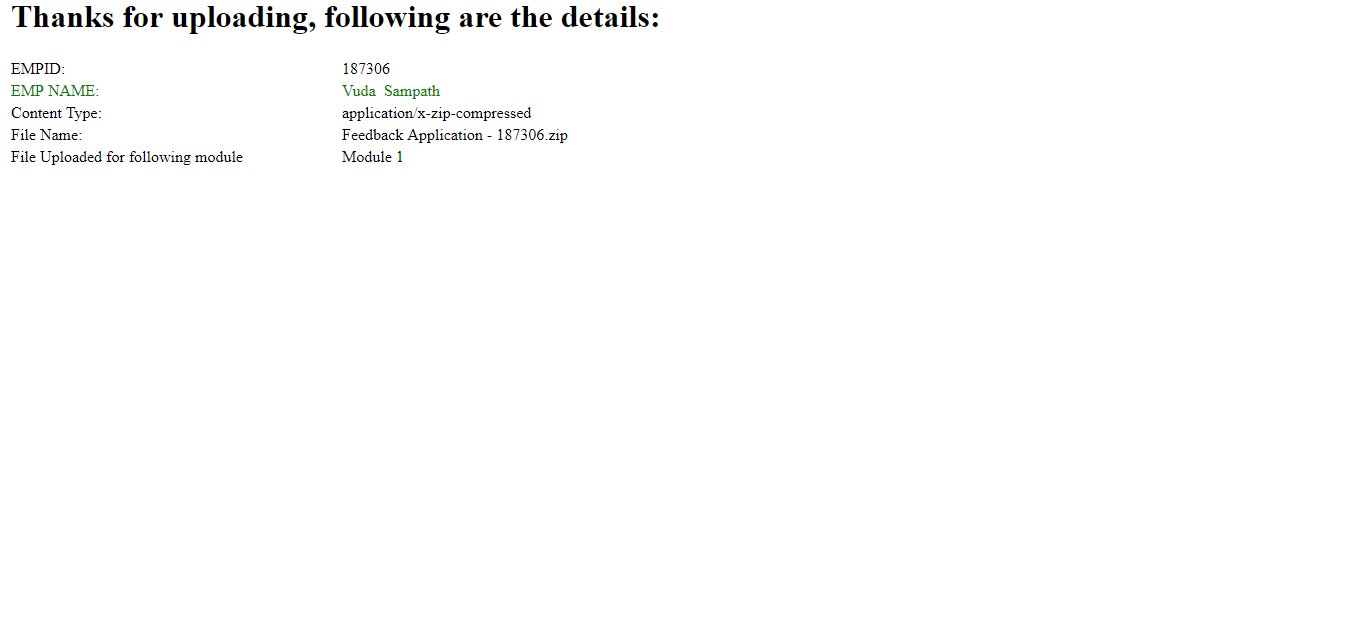 Thanks for uploading, following are the details:
EMPID: 187306
EMP NAME: Vuda  Sampath
Content Type: application/x-zip-compressed
File Name: Feedback Application - 187306.zip
File Uploaded for following module Module 1